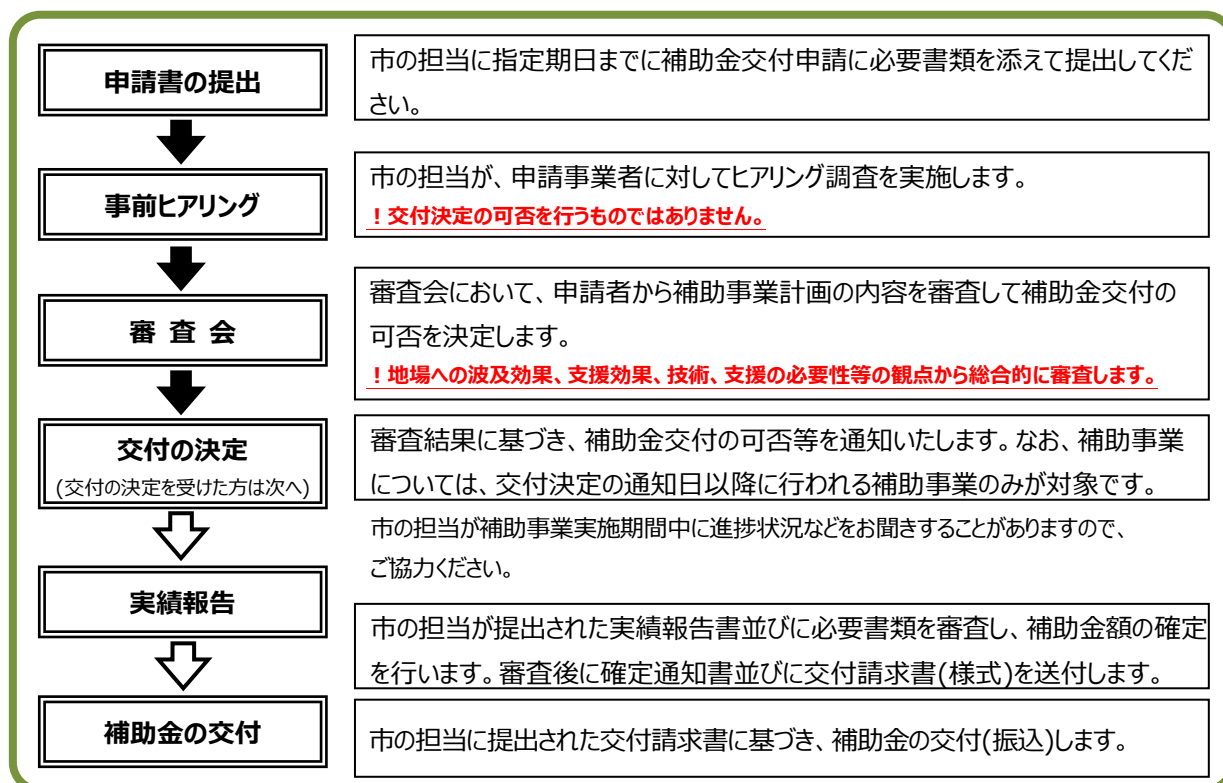 申請書の提出
市の担当に指定期日までに補助金交付申請に必要書類を添えて提出してくだ
さい。
事前ヒアリング
市の担当が、申請事業者に対してヒアリング調査を実施します。
！交付決定の可否を行うものではありません。
審 査 会
審査会において、申請者から補助事業計画の内容を審査して補助金交付の
可否を決定します。
！地場への波及効果、支援効果、技術、支援の必要性等の観点から総合的に審査します。
交付の決定
(交付の決定を受けた方は次へ)
審査結果に基づき、補助金交付の可否等を通知いたします。なお、補助事業
については、交付決定の通知日以降に行われる補助事業のみが対象です。
市の担当が補助事業実施期間中に進捗状況などをお聞きすることがありますので、
ご協力ください。
実績報告
市の担当が提出された実績報告書並びに必要書類を審査し、補助金額の確定
を行います。審査後に確定通知書並びに交付請求書(様式)を送付します。
補助金の交付
市の担当に提出された交付請求書に基づき、補助金の交付(振込)します。